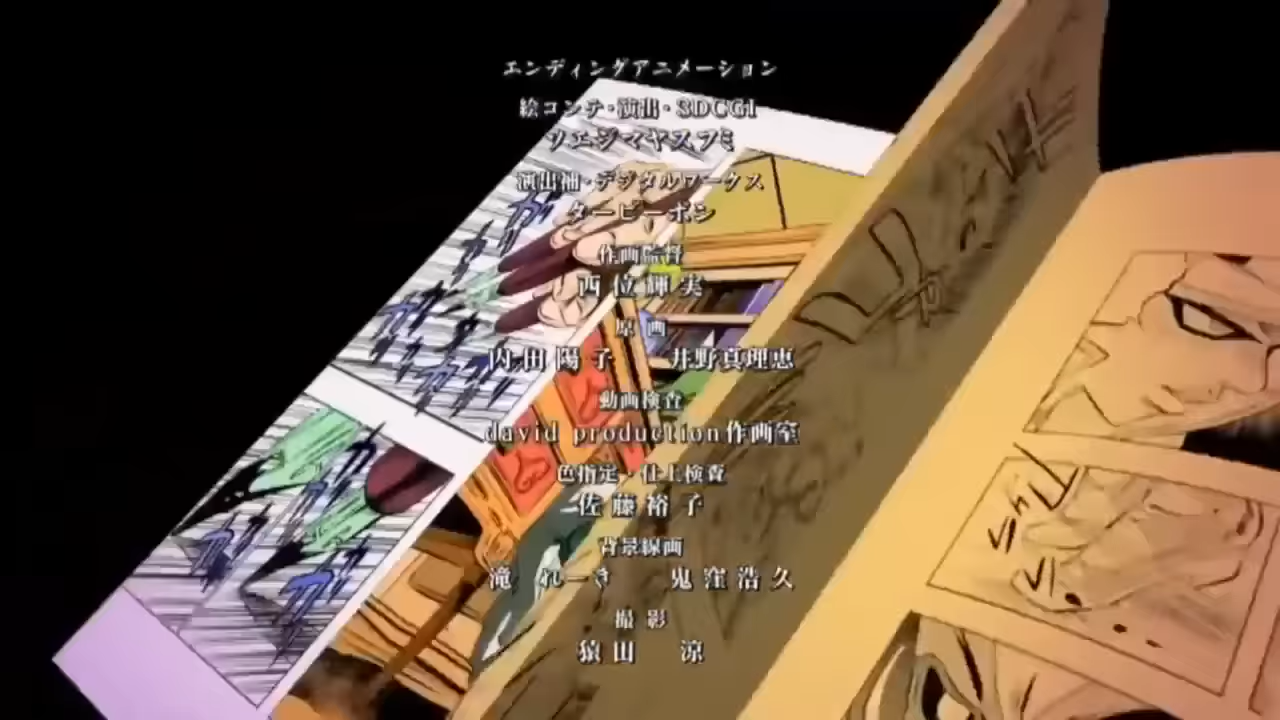 エンディングアニメーション
絵コンテ・演出・3DCGI
ソエジマヤスフミ
演出補・デジタルワークス
ターピーボン
作画監督
西位輝実
原画
内田陽子 井野真理恵
動画検査
david production作画室
色指定・仕上検査
佐藤裕子
背景線画
滝れーき 鬼窪浩久
撮影
猿田 涼